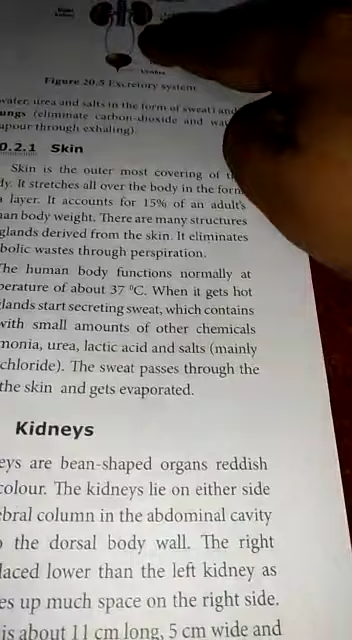 Figure 20.5 Excretory system
water, urea and salts in the form of sweat) and
ungs (eliminate carbon-dioxide and wat
apour through exhaling).
0.2.1 Skin
Skin is the outer most covering of t
dy. It stretches all over the body in the form
a layer. It accounts for 15% of an adult's
an body weight. There are many structures
glands derived from the skin. It eliminates
bolic wastes through perspiration.
The human body functions normally at
perature of about 37 °C. When it gets hot
lands start secreting sweat, which contains
with small amounts of other chemicals
monia, urea, lactic acid and salts (mainly
chloride). The sweat passes through the
the skin and gets evaporated.
Kidneys
eys are bean-shaped organs reddish
colour. The kidneys lie on either side
ebral column in the abdominal cavity
o the dorsal body wall. The right
laced lower than the left kidney as
es up much space on the right side.
is about 11 cm long, 5 cm wide and